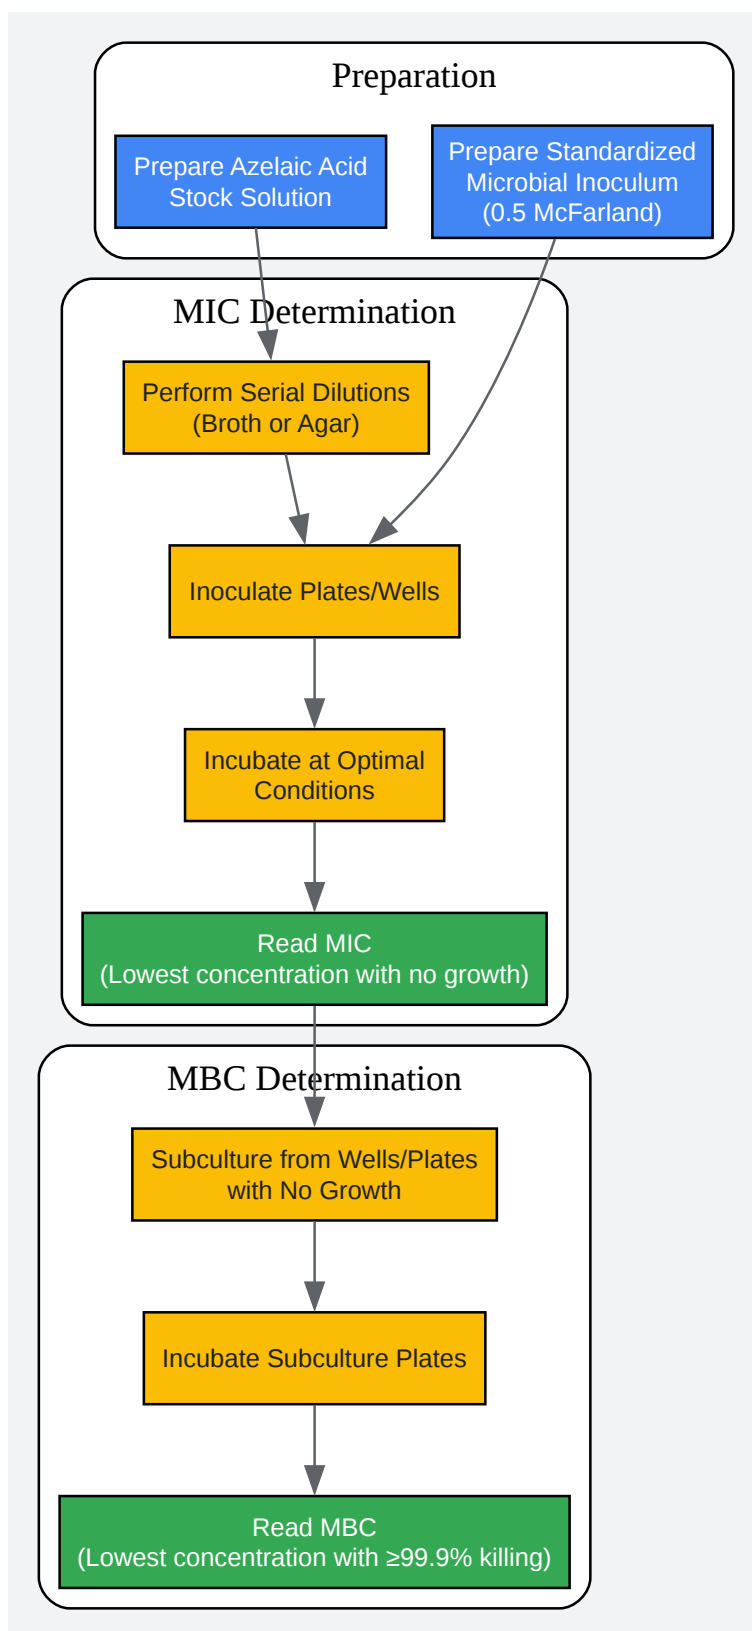 Preparation
Prepare Azelaic Acid
Stock Solution
Prepare Standardized
Microbial Inoculum
(0.5 McFarland)
MIC Determination
Perform Serial Dilutions
(Broth or Agar)
Inoculate Plates/Wells
Incubate at Optimal
Conditions
Read MIC
(Lowest concentration with no growth)
MBC Determination
Subculture from Wells/Plates
with No Growth
Incubate Subculture Plates
Read MBC
(Lowest concentration with ≥99.9% killing)